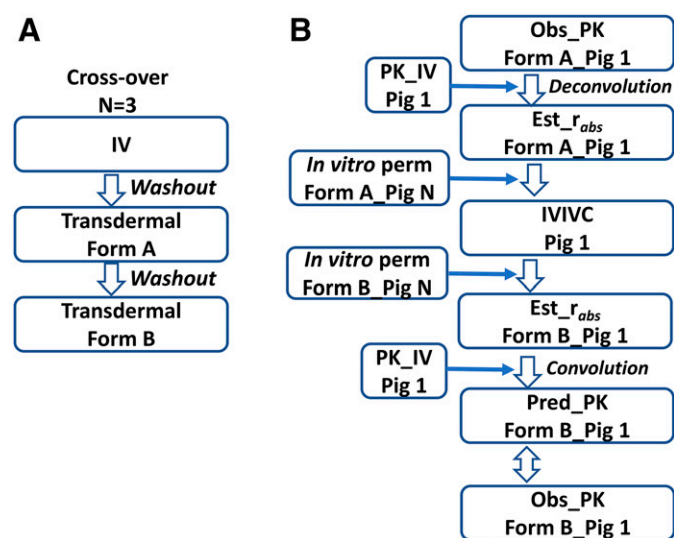 A
Cross-over
N=3
IV
Washout
Transdermal
Form A
Washout
Transdermal
Form B
B
Obs_PK
Form A_Pig 1
PK_IV
Pig 1
Deconvolution
Est_rabs
Form A_Pig 1
In vitro perm
Form A_Pig N
IVIVC
Pig 1
In vitro perm
Form B_Pig N
Est_rabs
Form B_Pig 1
PK_IV
Pig 1
Convolution
Pred_PK
Form B_Pig 1
Obs_PK
Form B_Pig 1